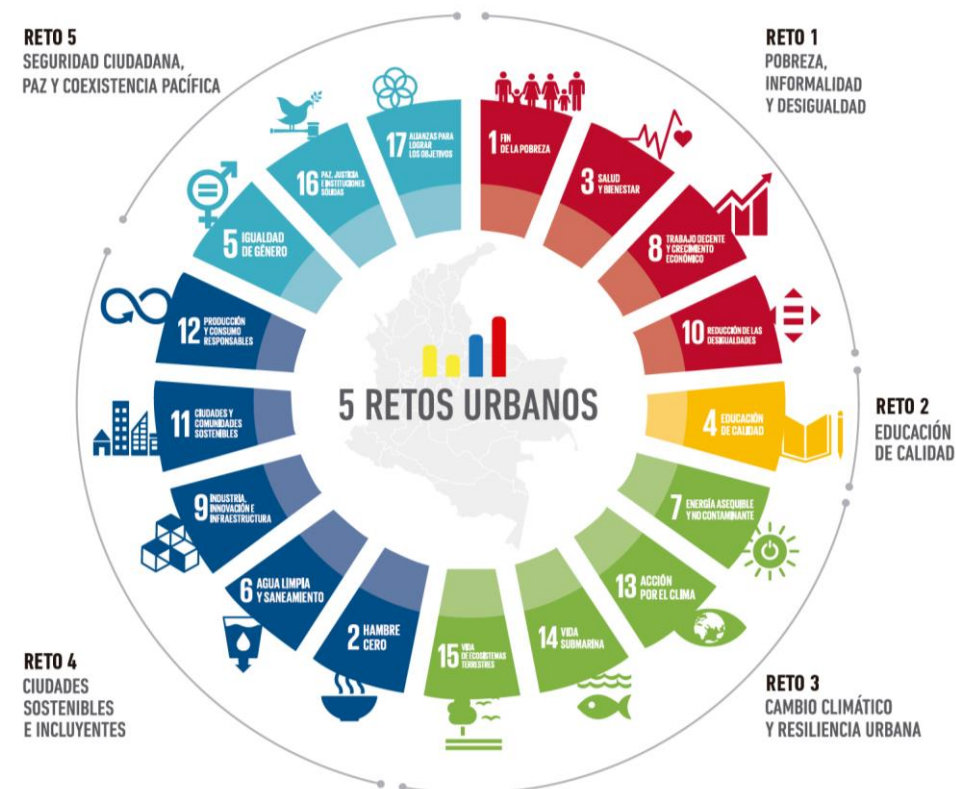 RETO 5
SEGURIDAD CIUDADANA,
PAZ Y COEXISTENCIA PACÍFICA
RETO 1
POBREZA,
INFORMALIDAD
Y DESIGUALDAD
17 ALIANZAS PARA
LOGRAR
LOS OBJETIVOS
1 FIN
DE LA POBREZA
16 PAZ, JUSTICIA
E INSTITUCIONES
SÓLIDAS
3 SALUD
Y BIENESTAR
5 IGUALDAD
DE GÉNERO
8 TRABAJO DECENTE
Y CRECIMIENTO
ECONÓMICO
12 PRODUCCIÓN
Y CONSUMO
RESPONSABLES
10 REDUCCIÓN DE LAS
DESIGUALDADES
5 RETOS URBANOS
11 CIUDADES Y
COMUNIDADES
SOSTENIBLES
4 EDUCACIÓN
DE CALIDAD
RETO 2
EDUCACIÓN
DE CALIDAD
9 INDUSTRIA,
INNOVACIÓN E
INFRAESTRUCTURA
7 ENERGÍA ASEQUIBLE
Y NO CONTAMINANTE
6 AGUA LIMPIA
Y SANEAMIENTO
13 ACCIÓN
POR EL CLIMA
2 HAMBRE
CERO
15 VIDA
DE ECOSISTEMAS
TERRESTRES
14 VIDA
SUBMARINA
RETO 4
CIUDADES
SOSTENIBLES
E INCLUYENTES
RETO 3
CAMBIO CLIMÁTICO
Y RESILIENCIA URBANA